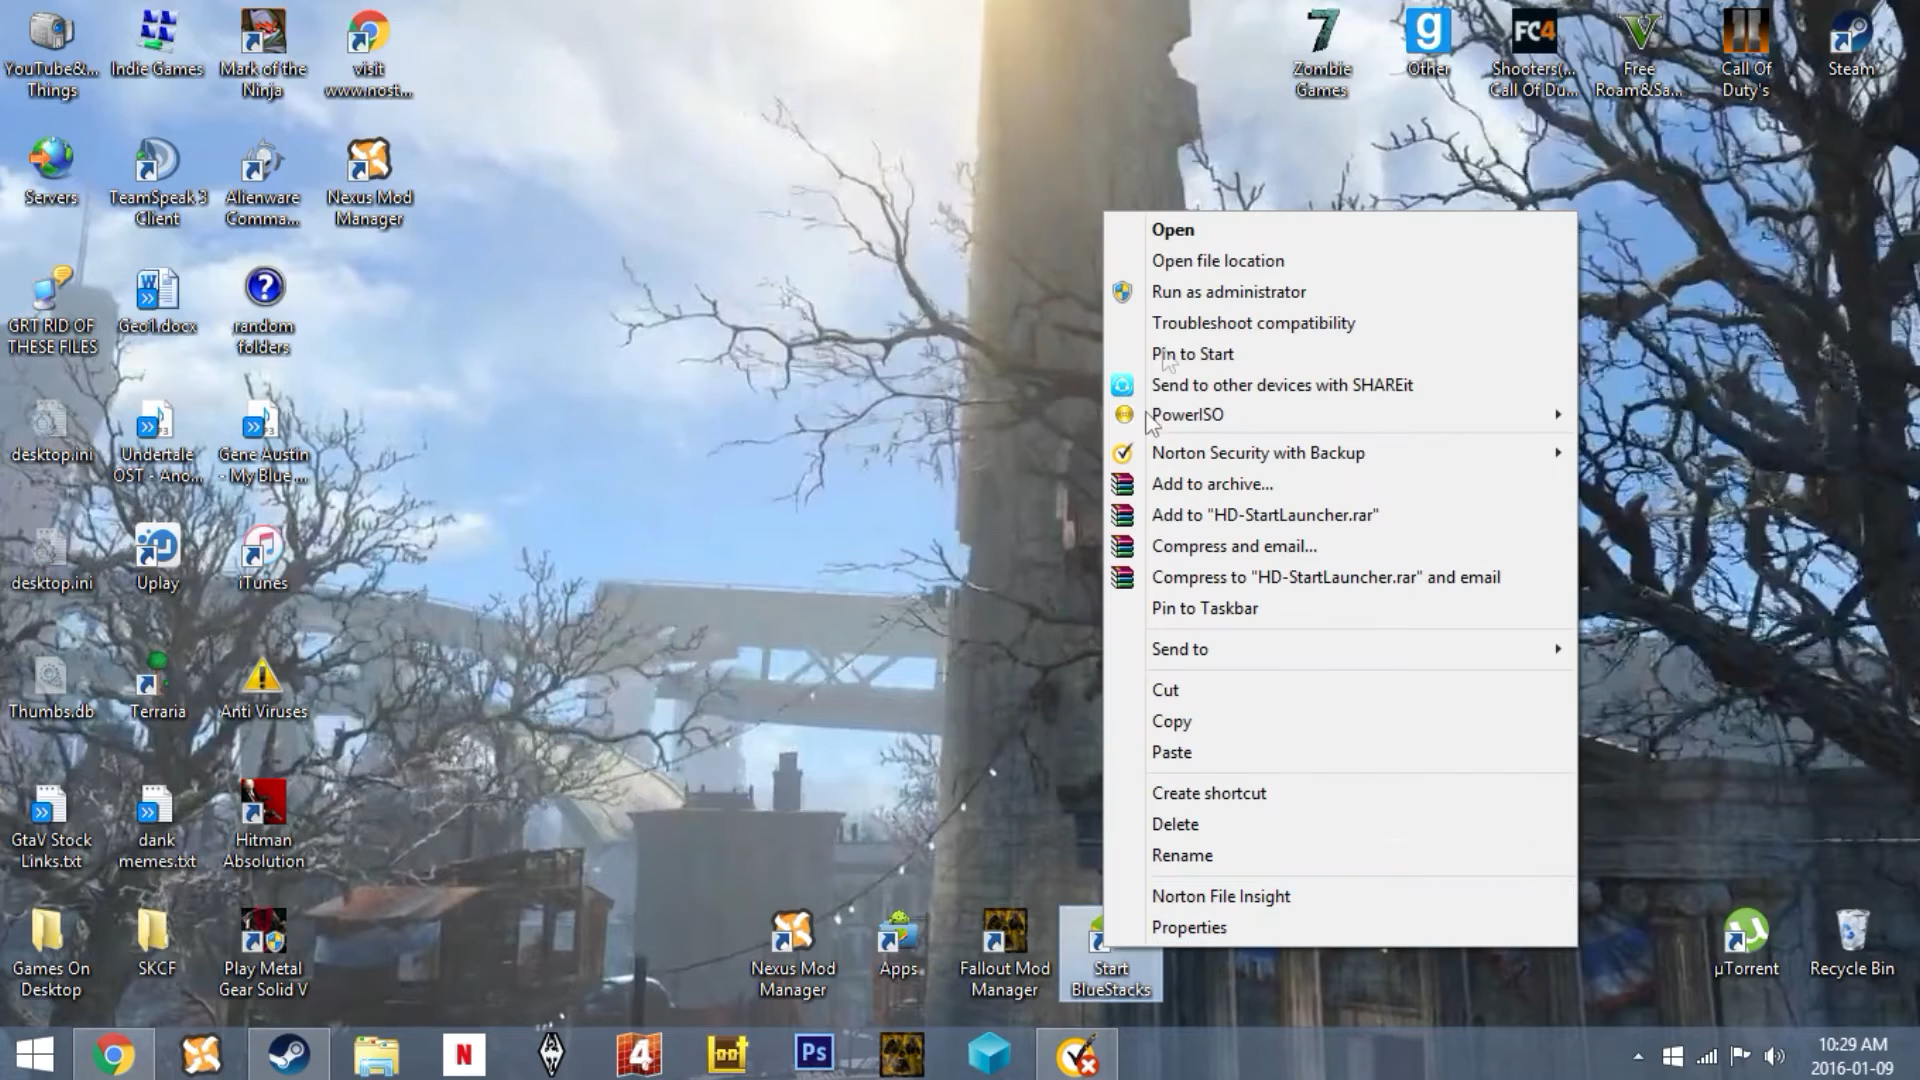 YouTube&...
Things
Indie Games
Mark of the
Ninja
visit
www.nost...
Zombie
Games
Other
FC4
Shooters(...
Call Of Du...
Free
Roam&Sa...
Call Of
Duty's
Steam
Servers
TeamSpeak 3
Client
Alienware
Comma...
Nexus Mod
Manager
GRT RID OF
THESE FILES
Geo1.docx
random
folders
desktop.ini
Undertale
OST - Ano...
Gene Austin
- My Blue ...
desktop.ini
Uplay
iTunes
Thumbs.db
Terraria
Anti Viruses
GtaV Stock
Links.txt
dank
memes.txt
Hitman
Absolution
Games On
Desktop
SKCF
Play Metal
Gear Solid V
Nexus Mod
Manager
Apps
Fallout Mod
Manager
Start
BlueStacks
µTorrent
Recycle Bin
Open
Open file location
Run as administrator
Troubleshoot compatibility
Pin to Start
Send to other devices with SHAREit
PowerISO
Norton Security with Backup
Add to archive...
Add to "HD-StartLauncher.rar"
Compress and email...
Compress to "HD-StartLauncher.rar" and email
Pin to Taskbar
Send to
Cut
Copy
Paste
Create shortcut
Delete
Rename
Norton File Insight
Properties
N
4
Ps
10:29 AM
2016-01-09